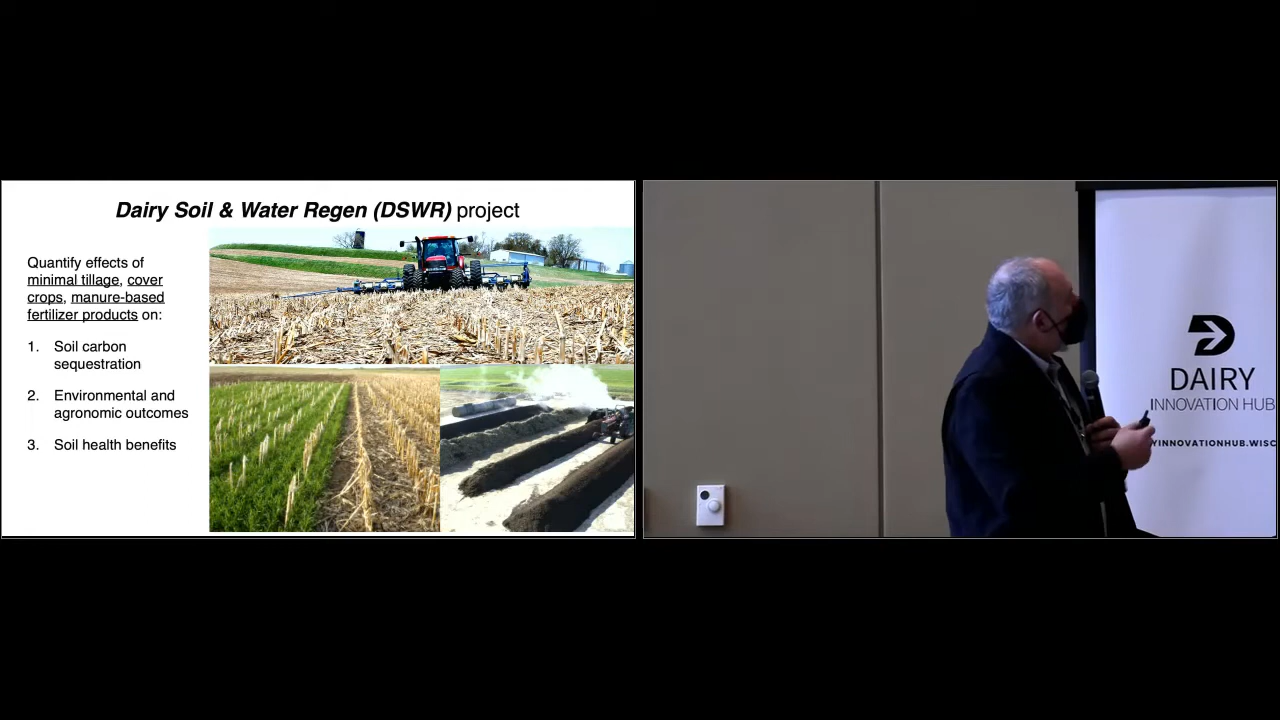 Dairy Soil & Water Regen (DSWR) project
Quantify effects of
minimal tillage, cover
crops, manure-based
fertilizer products on:
1. Soil carbon
sequestration
2. Environmental and
agronomic outcomes
3. Soil health benefits
DAIRY
INNOVATION HUB
YINNOVATIONHUB.WISC